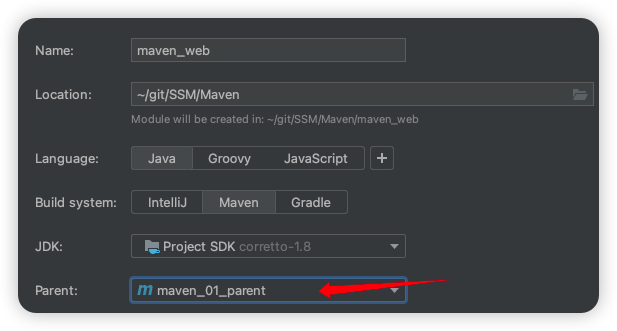 Name: maven_web
Location: ~/git/SSM/Maven
Module will be created in: ~/git/SSM/Maven/maven_web
Language: Java Groovy JavaScript +
Build system: IntelliJ Maven Gradle
JDK: Project SDK corretto-1.8
Parent: m maven_01_parent